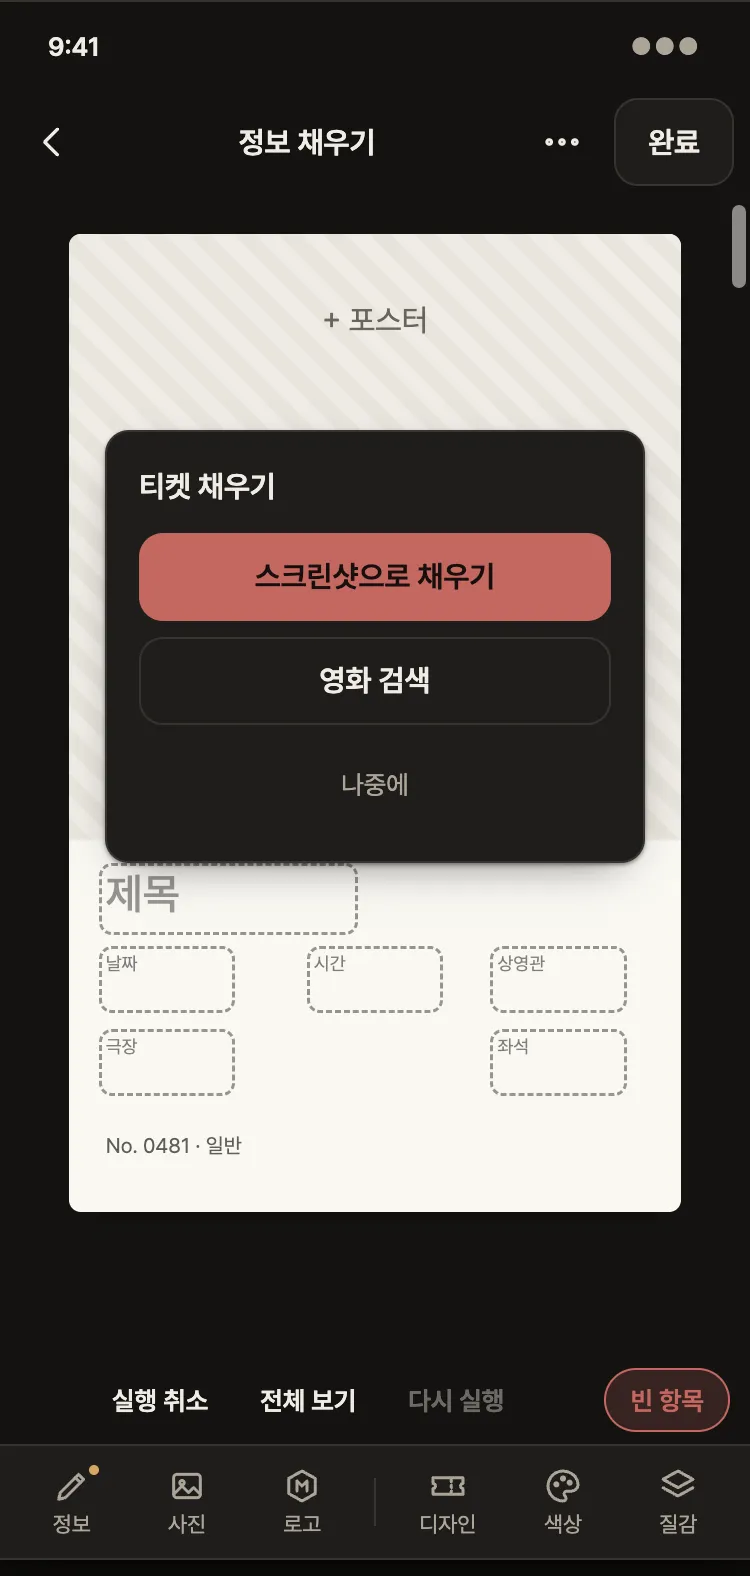 9:41
정보 채우기
완료
+ 포스터
티켓 채우기
스크린샷으로 채우기
영화 검색
나중에
제목
날짜 시간 상영관
극장 좌석
No. 0481 · 일반
실행 취소 전체 보기 다시 실행 빈 항목
정보 사진 로고 디자인 색상 질감